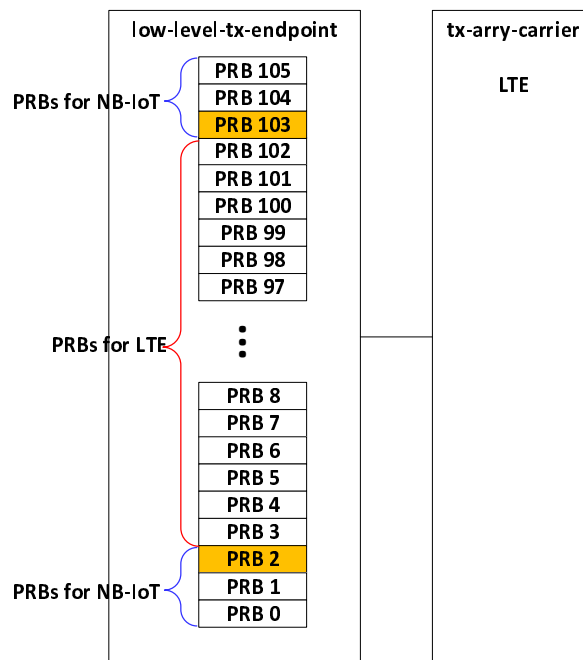 low-level-tx-endpoint
tx-arry-carrier
PRB 105
LTE
PRBs for NB-IoT
PRB 104
PRB 103
PRB 102
PRB 101
PRB 100
PRB 99
PRB 98
PRB 97
PRBs for LTE
PRB 8
PRB 7
PRB 6
PRB 5
PRB 4
PRB 3
PRB 2
PRBs for NB-IoT
PRB 1
PRB 0